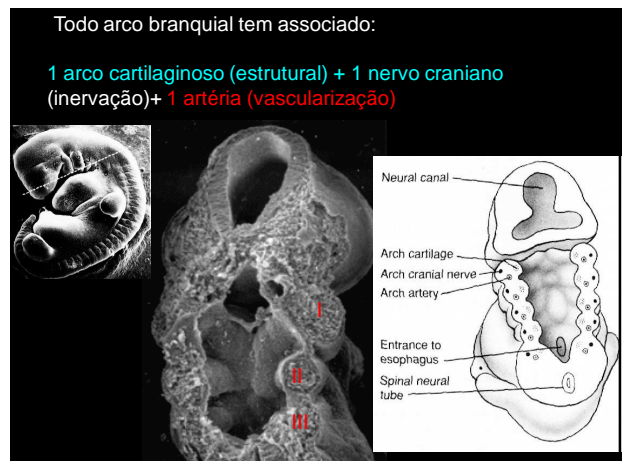 Todo arco branquial tem associado:
1 arco cartilaginoso (estrutural) + 1 nervo craniano
(inervação)+ 1 artéria (vascularização)
I
II
III
Neural canal
Arch cartilage
Arch cranial nerve
Arch artery
Entrance to
esophagus
Spinal neural
tube